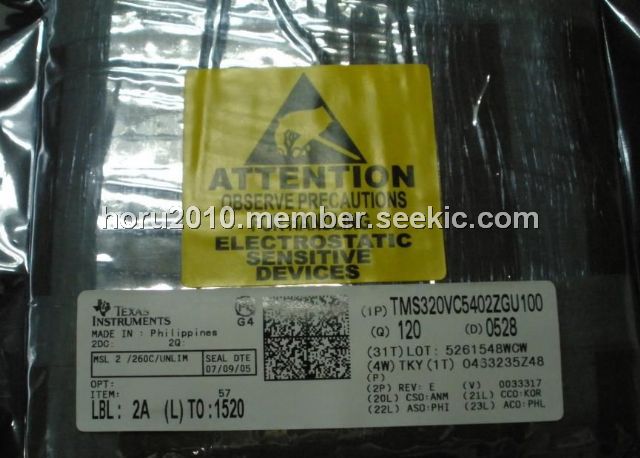 ATTENTION
OBSERVE PRECAUTIONS
horu2010.member.seekic.com
ELECTROSTATIC
SENSITIVE
DEVICES
TEXAS
INSTRUMENTS
G4
MADE IN : Philippines
2DC: 2Q:
MSL 2 /260C/UNLIM
SEAL DTE
07/09/05
OPT:
ITEM: 57
LBL: 2A (L)TO:1520
(1P) TMS320VC5402ZGU100
(Q) 120 (D) 0528
(31T)LOT: 5261548WCW
(4W) TKY(1T) 0433235Z48
(P)
(2P) REV: E (V) 0033317
(20L) CSO:ANM (21L) CCO:KOR
(22L) ASO:PHI (23L) ACO:PHL